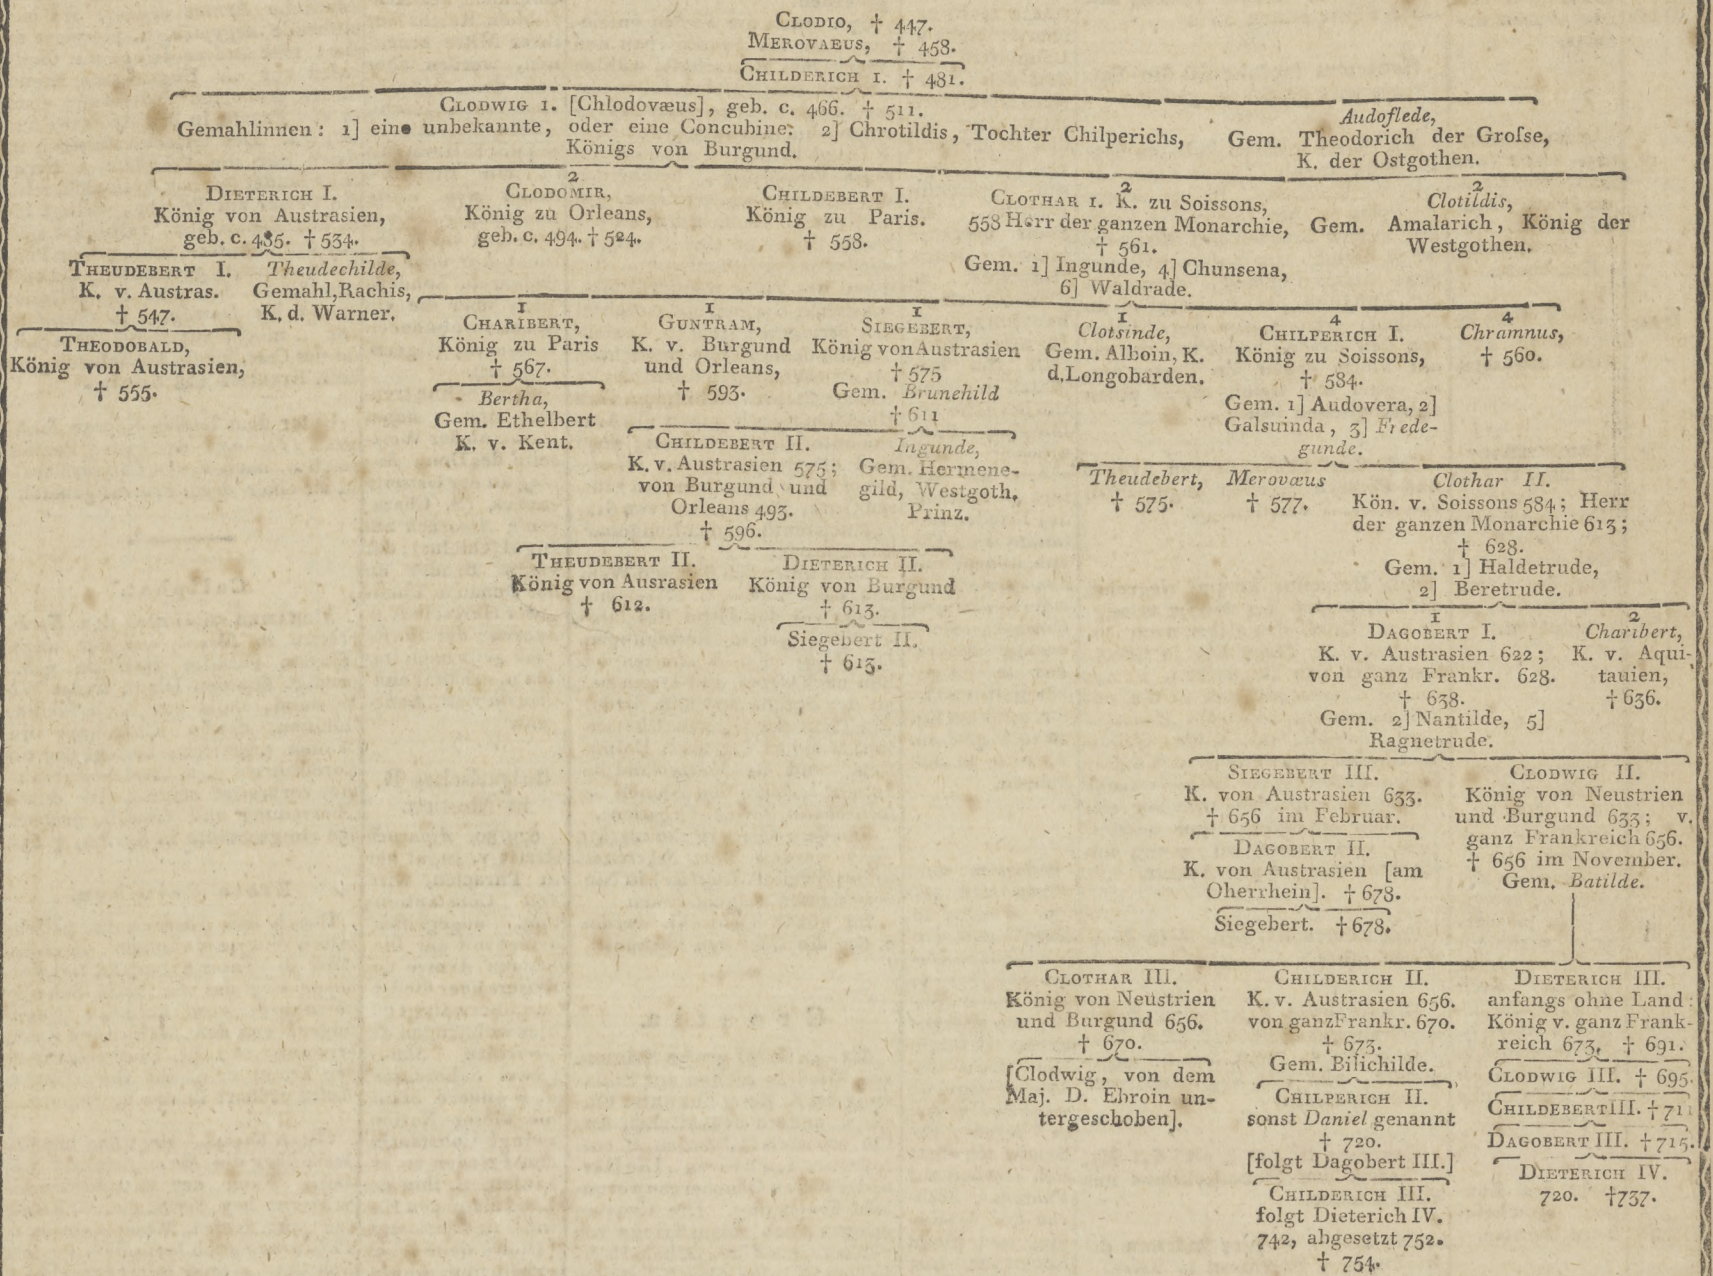 CLODIO, † 447.
MEROVAEUS, † 458.
CHILDERICH I. † 481.
CLODWIG I. [Chlodovæus], geb. c. 466. † 511.
Gemahlinnen: 1] eine unbekannte, oder eine Concubine: 2] Chrotildis, Tochter Chilperichs,
Königs von Burgund.
Audoflede,
Gem. Theodorich der Groſse,
K. der Ostgothen.
DIETERICH I.
König von Austrasien,
geb. c. 485. † 534.
2
CLODOMIR,
König zu Orleans,
geb. c. 494. † 524.
CHILDEBERT I.
König zu Paris.
† 558.
2
CLOTHAR I. K. zu Soissons,
558 Herr der ganzen Monarchie,
† 561.
Gem. 1] Ingunde, 4] Chunsena,
6] Waldrade.
2
Clotildis,
Gem. Amalarich, König der
Westgothen.
THEUDEBERT I.
K. v. Austras.
† 547.
Theudechilde,
Gemahl, Rachis,
K. d. Warner.
THEODOBALD,
König von Austrasien,
† 555.
1
CHARIBERT,
König zu Paris
† 567.
Bertha,
Gem. Ethelbert
K. v. Kent.
1
GUNTRAM,
K. v. Burgund
und Orleans,
† 593.
1
SIEGEBERT,
König von Austrasien
† 575
Gem. Brunehild
† 611
1
Clotsinde,
Gem. Alboin, K.
d. Longobarden.
4
CHILPERICH I.
König zu Soissons,
† 584.
Gem. 1] Audovera, 2]
Galsuinda, 3] Frede-
gunde.
4
Chramnus,
† 560.
CHILDEBERT II.
K. v. Austrasien 575;
von Burgund und
Orleans 493.
† 596.
Ingunde,
Gem. Hermene-
gild, Westgoth.
Prinz.
Theudebert,
† 575.
Merovæus
† 577.
Clothar II.
Kön. v. Soissons 584; Herr
der ganzen Monarchie 613;
† 628.
Gem. 1] Haldetrude,
2] Beretrude.
THEUDEBERT II.
König von Ausrasien
† 612.
DIETERICH II.
König von Burgund
† 613.
Siegebert II.
† 613.
1
DAGOBERT I.
K. v. Austrasien 622;
von ganz Frankr. 628.
† 638.
Gem. 2] Nantilde, 5]
Ragnetrude.
2
Charibert,
K. v. Aqui-
tauien,
† 636.
SIEGEBERT III.
K. von Austrasien 633.
† 656 im Februar.
DAGOBERT II.
K. von Austrasien [am
Oherrhein]. † 678.
Siegebert. † 678.
CLODWIG II.
König von Neustrien
und Burgund 633; v.
ganz Frankreich 656.
† 656 im November.
Gem. Batilde.
CLOTHAR III.
König von Neustrien
und Burgund 656.
† 670.
[Clodwig, von dem
Maj. D. Ebroin un-
tergeschoben].
CHILDERICH II.
K. v. Austrasien 656.
von ganz Frankr. 670.
† 673.
Gem. Bilichilde.
CHILPERICH II.
sonst Daniel genannt
† 720.
[folgt Dagobert III.]
CHILDERICH III.
folgt Dieterich IV.
742, abgesetzt 752.
† 754.
DIETERICH III.
anfangs ohne Land:
König v. ganz Frank-
reich 673, † 691.
CLODWIG III. † 695.
CHILDEBERT III. † 711
DAGOBERT III. † 715.
DIETERICH IV.
720. † 737.